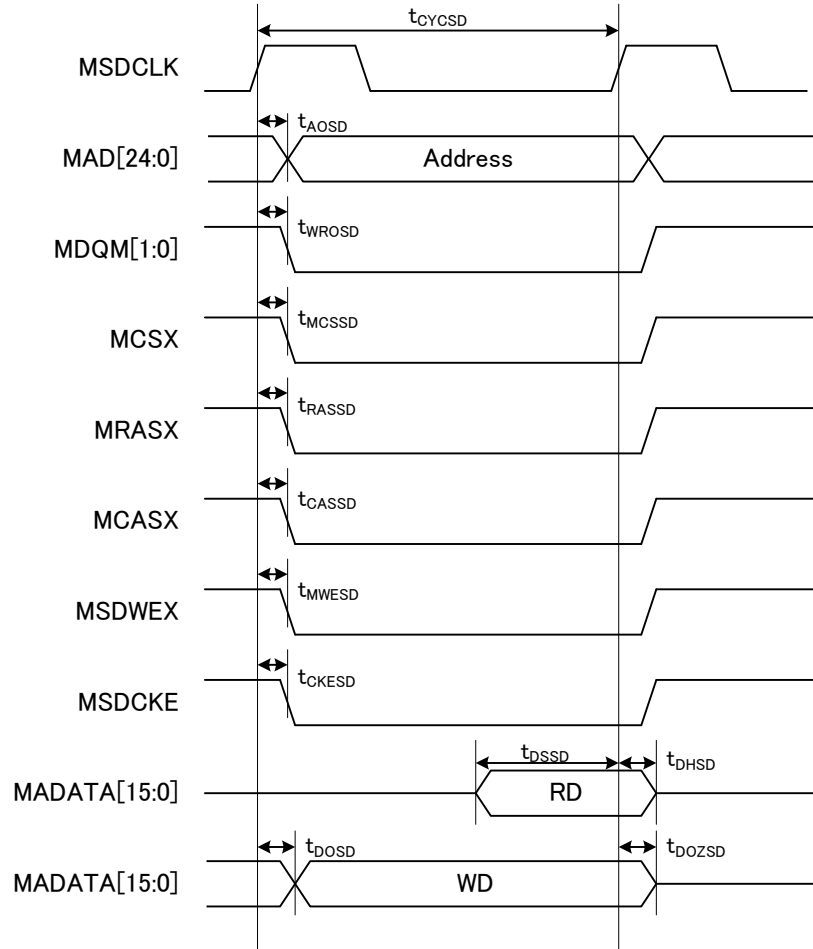 tCYCSD
MSDCLK
tAOSD
MAD[24:0]
Address
tWROSD
MDQM[1:0]
tMCSSD
MCSX
tRASSD
MRASX
tCASSD
MCASX
tMWESD
MSDWEX
tCKESD
MSDCKE
tDSSD
tDHSD
MADATA[15:0]
RD
tDOSD
tDOZSD
MADATA[15:0]
WD